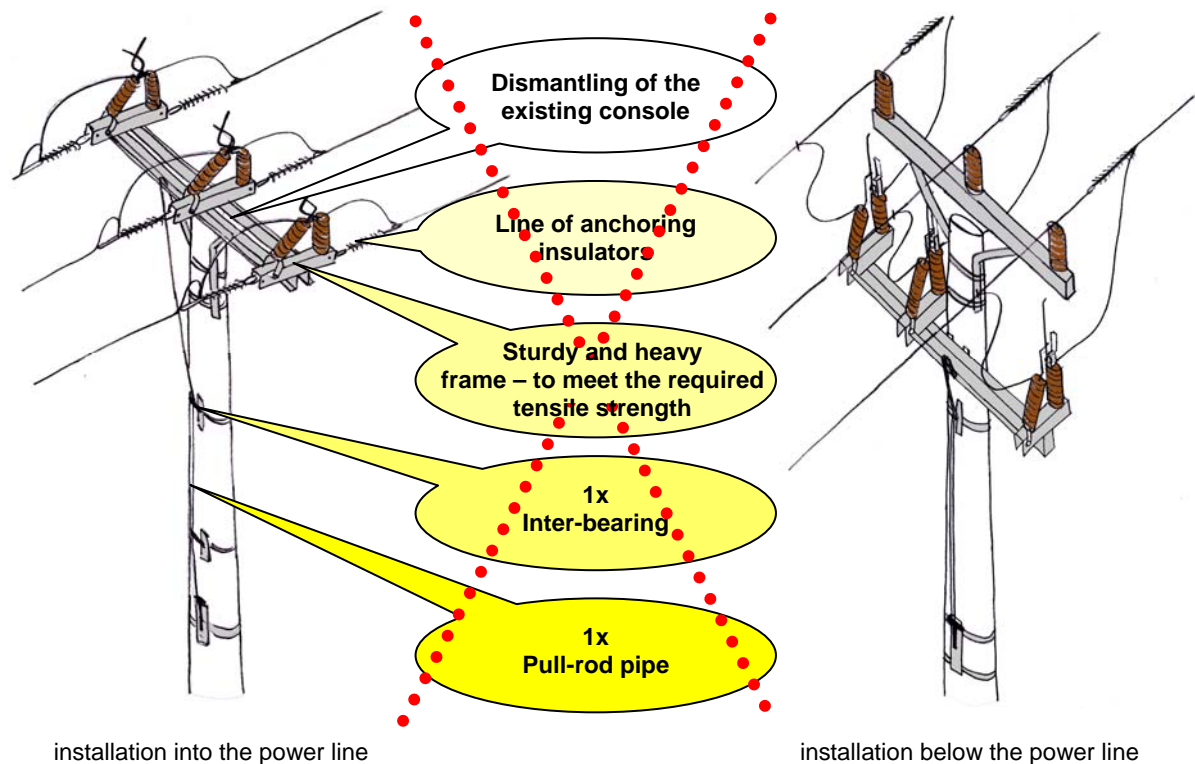 Dismantling of the
existing console
Line of anchoring
insulators
Sturdy and heavy
frame – to meet the required
tensile strength
1x
Inter-bearing
1x
Pull-rod pipe
installation into the power line
installation below the power line